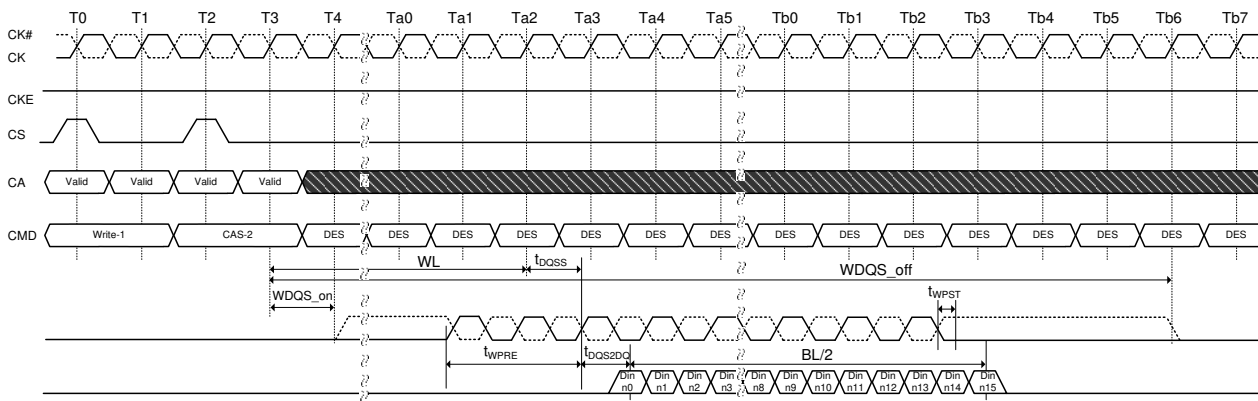 T0 T1 T2 T3 T4 Ta0 Ta1 Ta2 Ta3 Ta4 Ta5 Tb0 Tb1 Tb2 Tb3 Tb4 Tb5 Tb6 Tb7
CK#
CK
CKE
CS
CA Valid Valid Valid Valid
CMD Write-1 CAS-2 DES DES DES DES DES DES DES DES DES DES DES DES DES DES DES
WL tDQSS WDQS_off
WDQS_on
tWPST
tWPRE tDQS2DQ BL/2
Din n0 Din n1 Din n2 Din n3 Din n8 Din n9 Din n10 Din n11 Din n12 Din n13 Din n14 Din n15